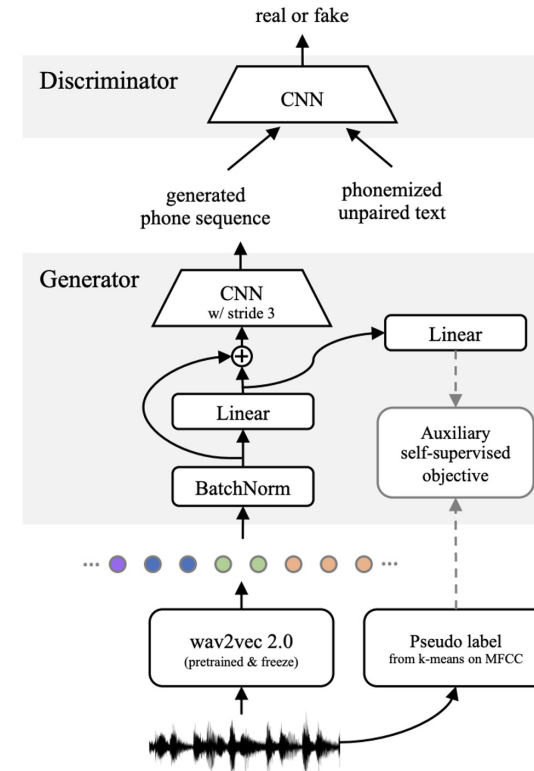 real or fake
Discriminator
CNN
generated
phone sequence
phonemized
unpaired text
Generator
CNN
w/ stride 3
Linear
+
Linear
Auxiliary
self-supervised
objective
BatchNorm
...
...
wav2vec 2.0
(pretrained & freeze)
Pseudo label
from k-means on MFCC